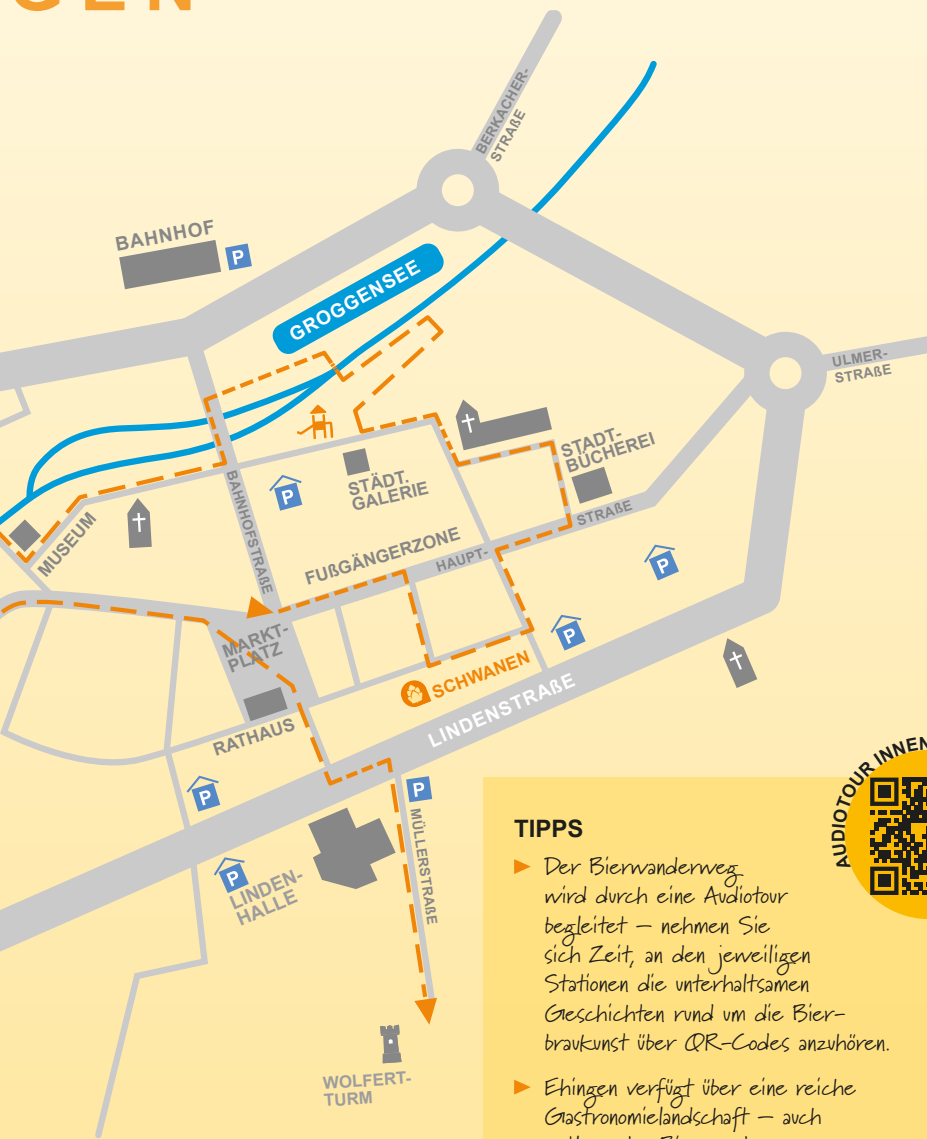 GEN
BERKACHER-
STRAßE
BAHNHOF
P
GROGGENSEE
ULMER-
STRAßE
STADT-
BÜCHEREI
STÄDT.
GALERIE
P
STRAßE
MUSEUM
BAHNHOFSTRAßE
FUßGÄNGERZONE
HAUPT-
P
MARKT-
PLATZ
P
SCHWANEN
LINDENSTRAßE
RATHAUS
P
P
MÜLLERSTRAßE
P
LINDEN-
HALLE
WOLFERT-
TURM
AUDIOTOUR INNEN
TIPPS
Der Bierwanderweg
wird durch eine Audiotour
begleitet – nehmen Sie
sich Zeit, an den jeweiligen
Stationen die unterhaltsamen
Geschichten rund um die Bier-
braukunst über QR-Codes anzuhören.
Ehingen verfügt über eine reiche
Gastronomielandschaft – auch